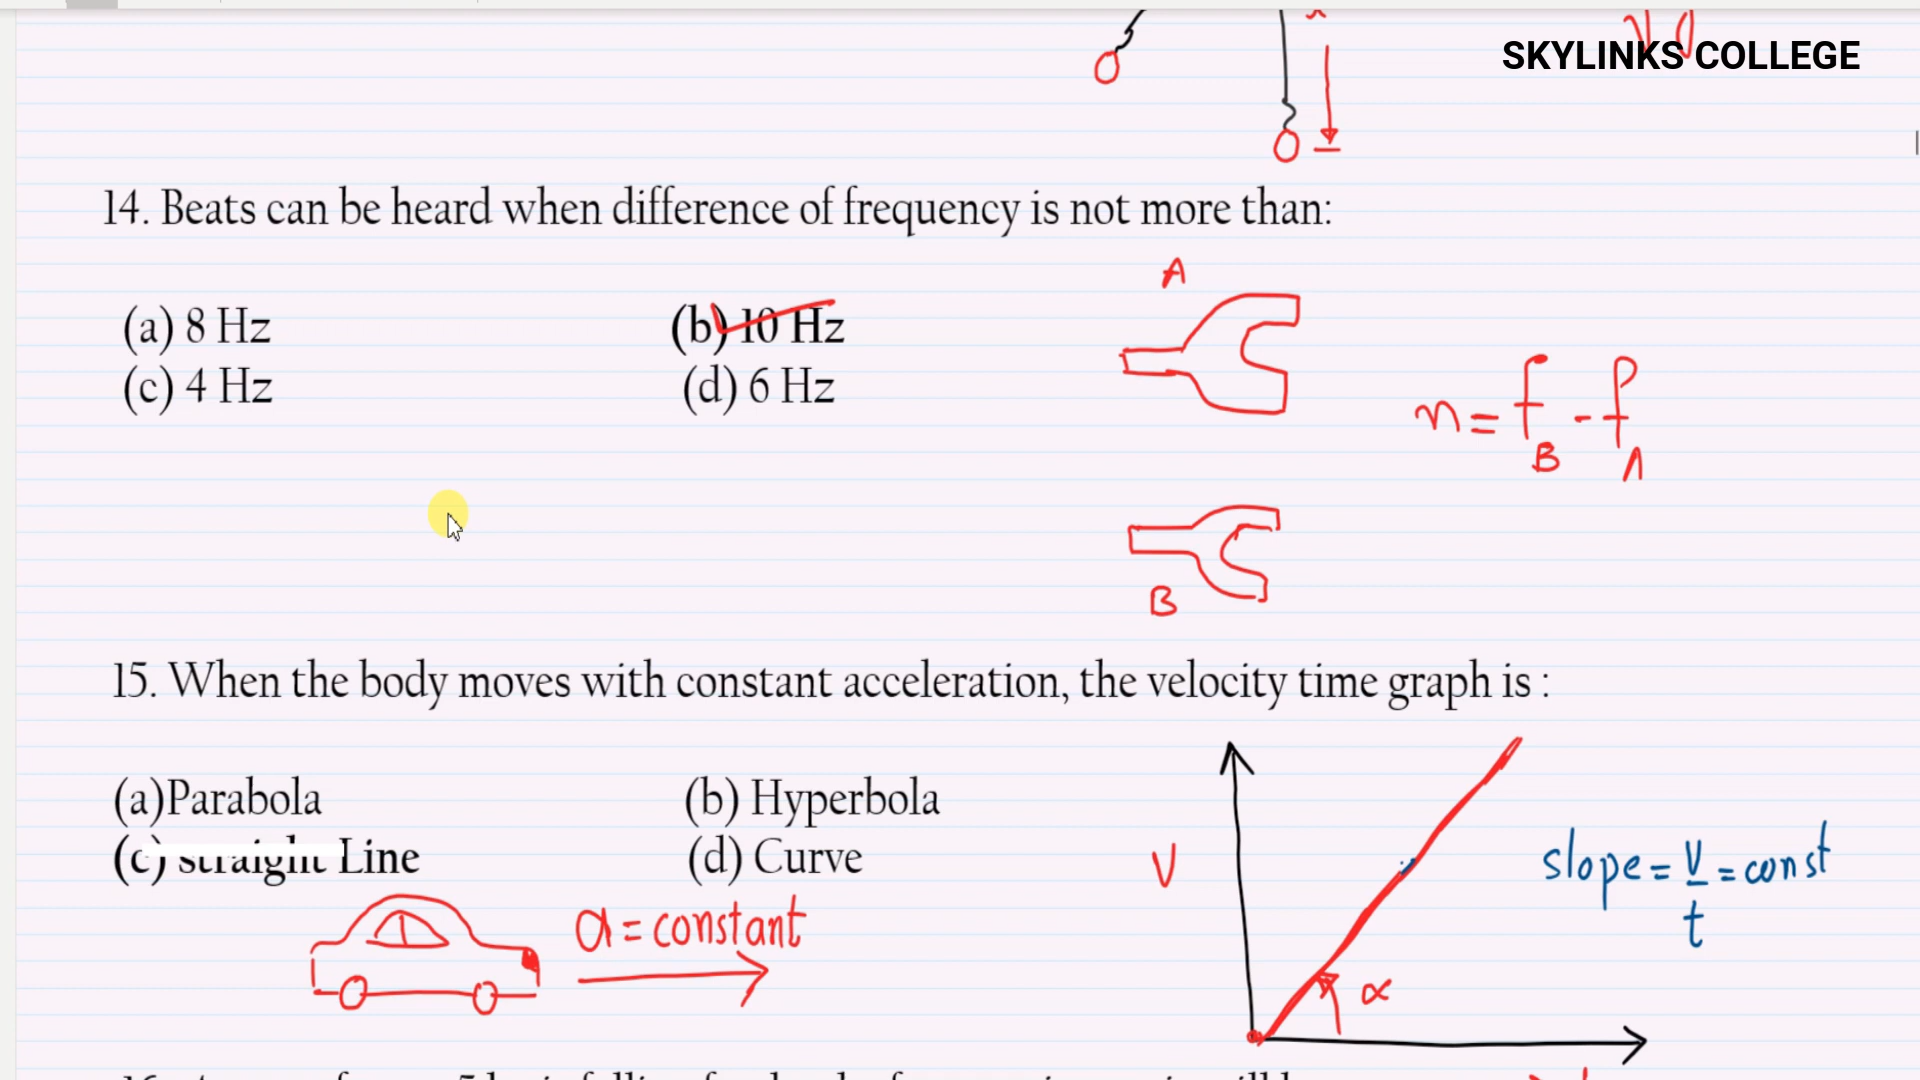 SKYLINKS COLLEGE
14. Beats can be heard when difference of frequency is not more than:
A
(a) 8 Hz (b) 10 Hz
(c) 4 Hz (d) 6 Hz
n = f_B - f_A
B
15. When the body moves with constant acceleration, the velocity time graph is :
(a)Parabola (b) Hyperbola
(c) straight Line (d) Curve
V
slope = v/t = const
a = constant
α